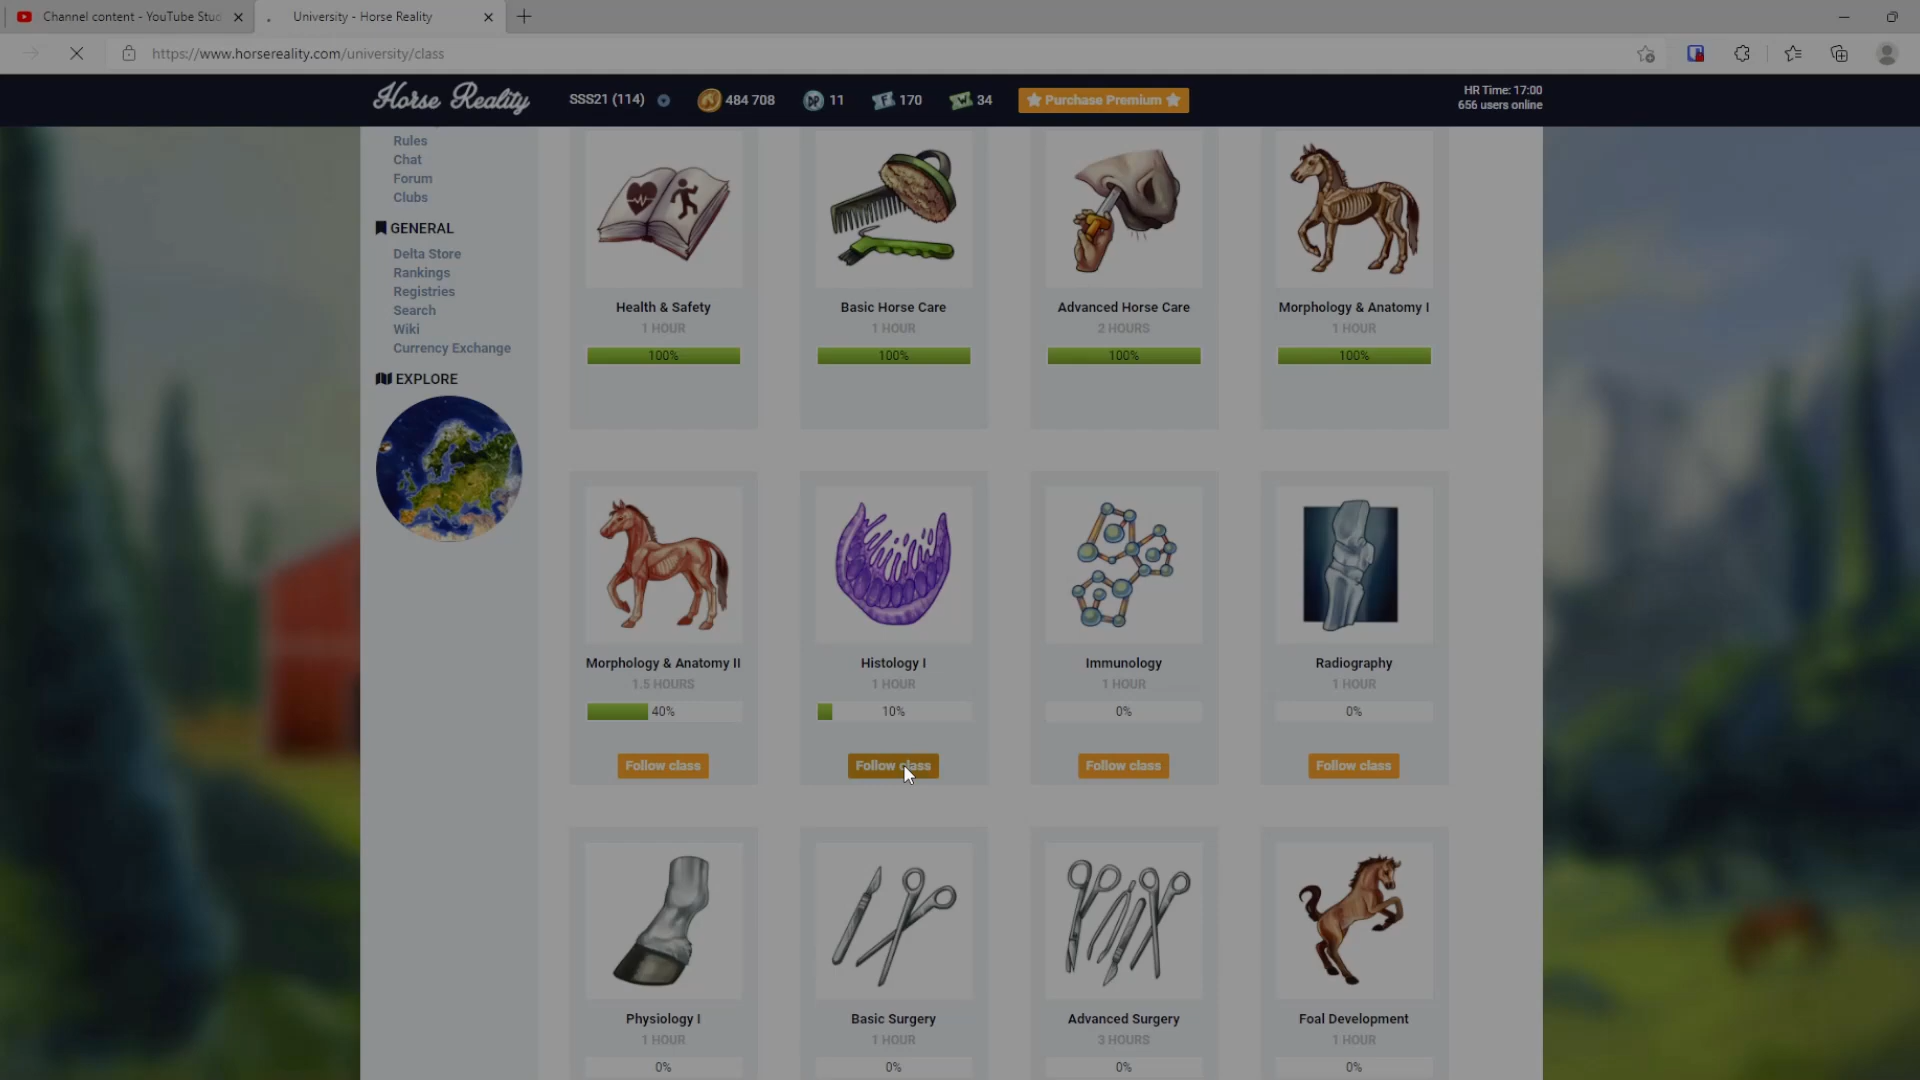 Channel content - YouTube Stu
University - Horse Reality
https://www.horsereality.com/university/class
Horse Reality
SSS21 (114)
484 708
DP 11
F 170
W 34
Purchase Premium
HR Time: 17:00
656 users online
Rules
Chat
Forum
Clubs
GENERAL
Delta Store
Rankings
Registries
Search
Wiki
Currency Exchange
EXPLORE
Health & Safety
1 HOUR
100%
Basic Horse Care
1 HOUR
100%
Advanced Horse Care
2 HOURS
100%
Morphology & Anatomy I
1 HOUR
100%
Morphology & Anatomy II
1.5 HOURS
40%
Follow class
Histology I
1 HOUR
10%
Follow class
Immunology
1 HOUR
0%
Follow class
Radiography
1 HOUR
0%
Follow class
Physiology I
1 HOUR
0%
Basic Surgery
1 HOUR
0%
Advanced Surgery
3 HOURS
0%
Foal Development
1 HOUR
0%